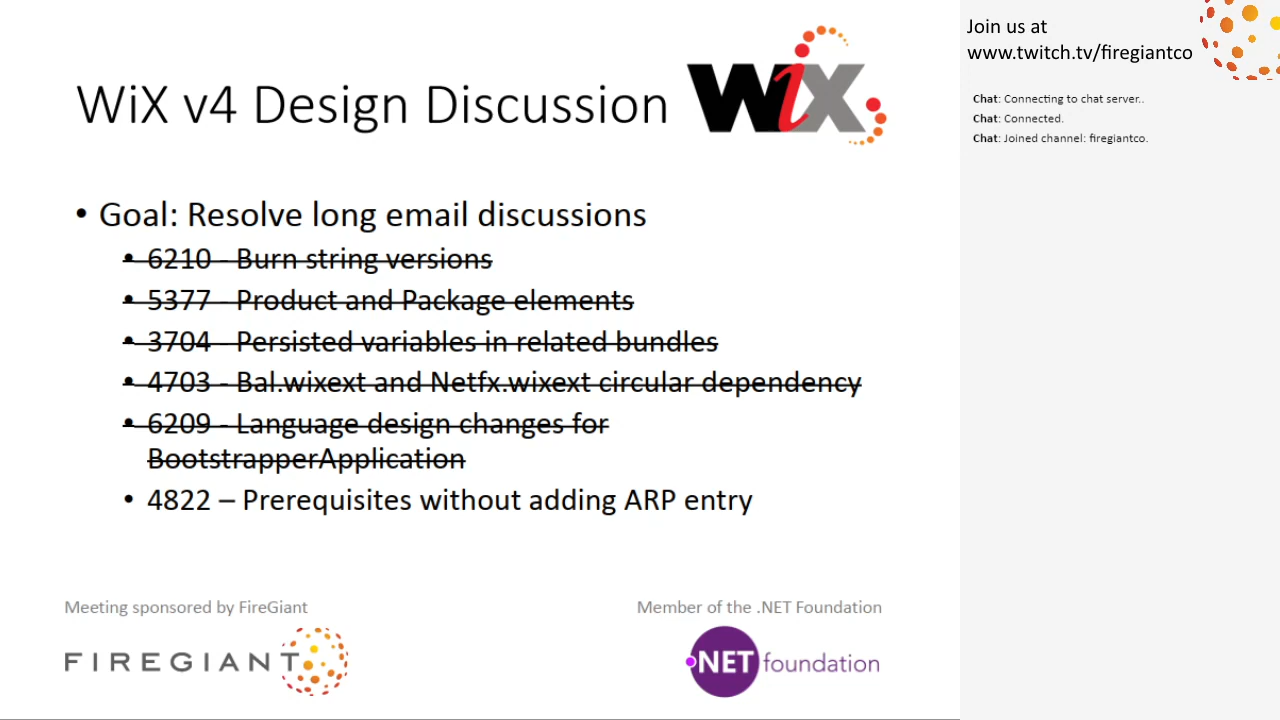 WiX v4 Design Discussion
WiX
• Goal: Resolve long email discussions
• 6210 - Burn string versions
• 5377 - Product and Package elements
• 3704 - Persisted variables in related bundles
• 4703 - Bal.wixext and Netfx.wixext circular dependency
• 6209 - Language design changes for
BootstrapperApplication
• 4822 – Prerequisites without adding ARP entry
Meeting sponsored by FireGiant
FIREGIANT
Member of the .NET Foundation
.NET foundation
Join us at
www.twitch.tv/firegiantco
Chat: Connecting to chat server..
Chat: Connected.
Chat: Joined channel: firegiantco.